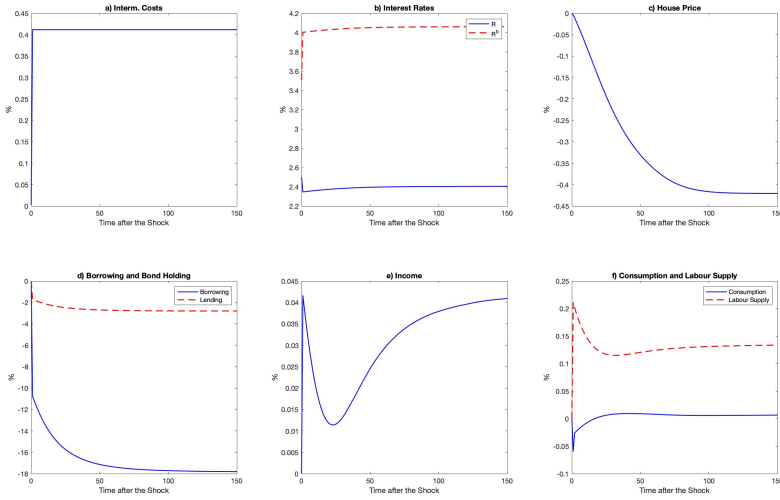 a) Interm. Costs
0.45
0.4
0.35
0.3
0.25
0.2
0.15
0.1
0.05
0
%
0 50 100 150
Time after the Shock
b) Interest Rates
4.2
4
3.8
3.6
3.4
3.2
3
2.8
2.6
2.4
2.2
%
R
R^b
0 50 100 150
Time after the Shock
c) House Price
0
-0.05
-0.1
-0.15
-0.2
-0.25
-0.3
-0.35
-0.4
-0.45
%
0 50 100 150
Time after the Shock
d) Borrowing and Bond Holding
0
-2
-4
-6
-8
-10
-12
-14
-16
-18
%
Borrowing
Lending
0 50 100 150
Time after the Shock
e) Income
0.045
0.04
0.035
0.03
0.025
0.02
0.015
0.01
0.005
0
%
0 50 100 150
Time after the Shock
f) Consumption and Labour Supply
0.25
0.2
0.15
0.1
0.05
0
-0.05
-0.1
%
Consumption
Labour Supply
0 50 100 150
Time after the Shock